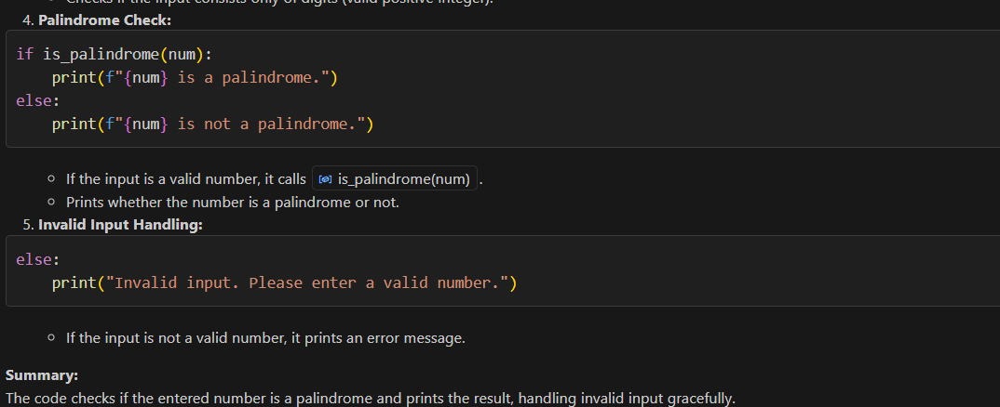 Checks if the input consists only of digits (valid positive integer).
4. Palindrome Check:
if is_palindrome(num):
    print(f"{num} is a palindrome.")
else:
    print(f"{num} is not a palindrome.")
If the input is a valid number, it calls is_palindrome(num).
Prints whether the number is a palindrome or not.
5. Invalid Input Handling:
else:
    print("Invalid input. Please enter a valid number.")
If the input is not a valid number, it prints an error message.
Summary:
The code checks if the entered number is a palindrome and prints the result, handling invalid input gracefully.